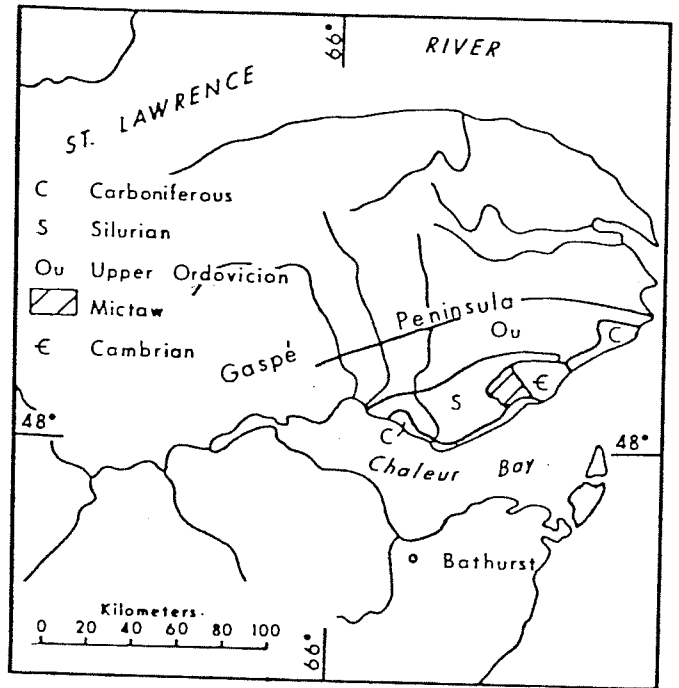 66°
RIVER
ST. LAWRENCE
C Carboniferous
S Silurian
Ou Upper Ordovicion
Mictaw
Є Cambrian
Gaspé Peninsula
Ou
C
Є
S
C
48°
48°
Chaleur Bay
Bathurst
Kilometers.
0 20 40 60 80 100
66°